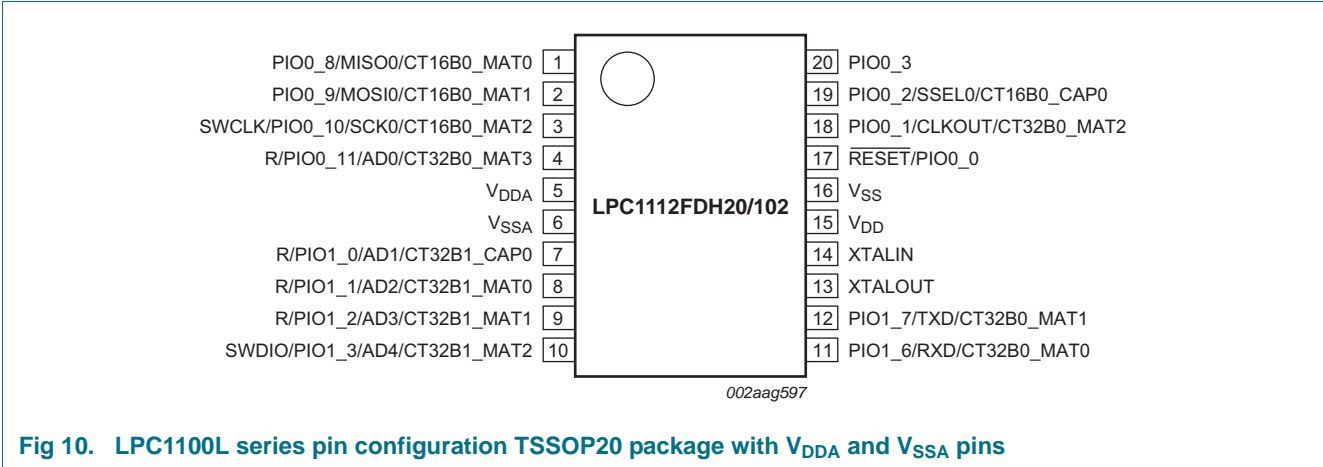 PIO0_8/MISO0/CT16B0_MAT0 1
PIO0_9/MOSI0/CT16B0_MAT1 2
SWCLK/PIO0_10/SCK0/CT16B0_MAT2 3
R/PIO0_11/AD0/CT32B0_MAT3 4
VDDA 5
VSSA 6
R/PIO1_0/AD1/CT32B1_CAP0 7
R/PIO1_1/AD2/CT32B1_MAT0 8
R/PIO1_2/AD3/CT32B1_MAT1 9
SWDIO/PIO1_3/AD4/CT32B1_MAT2 10
LPC1112FDH20/102
20 PIO0_3
19 PIO0_2/SSEL0/CT16B0_CAP0
18 PIO0_1/CLKOUT/CT32B0_MAT2
17 RESET/PIO0_0
16 VSS
15 VDD
14 XTALIN
13 XTALOUT
12 PIO1_7/TXD/CT32B0_MAT1
11 PIO1_6/RXD/CT32B0_MAT0
002aag597
Fig 10. LPC1100L series pin configuration TSSOP20 package with VDDA and VSSA pins